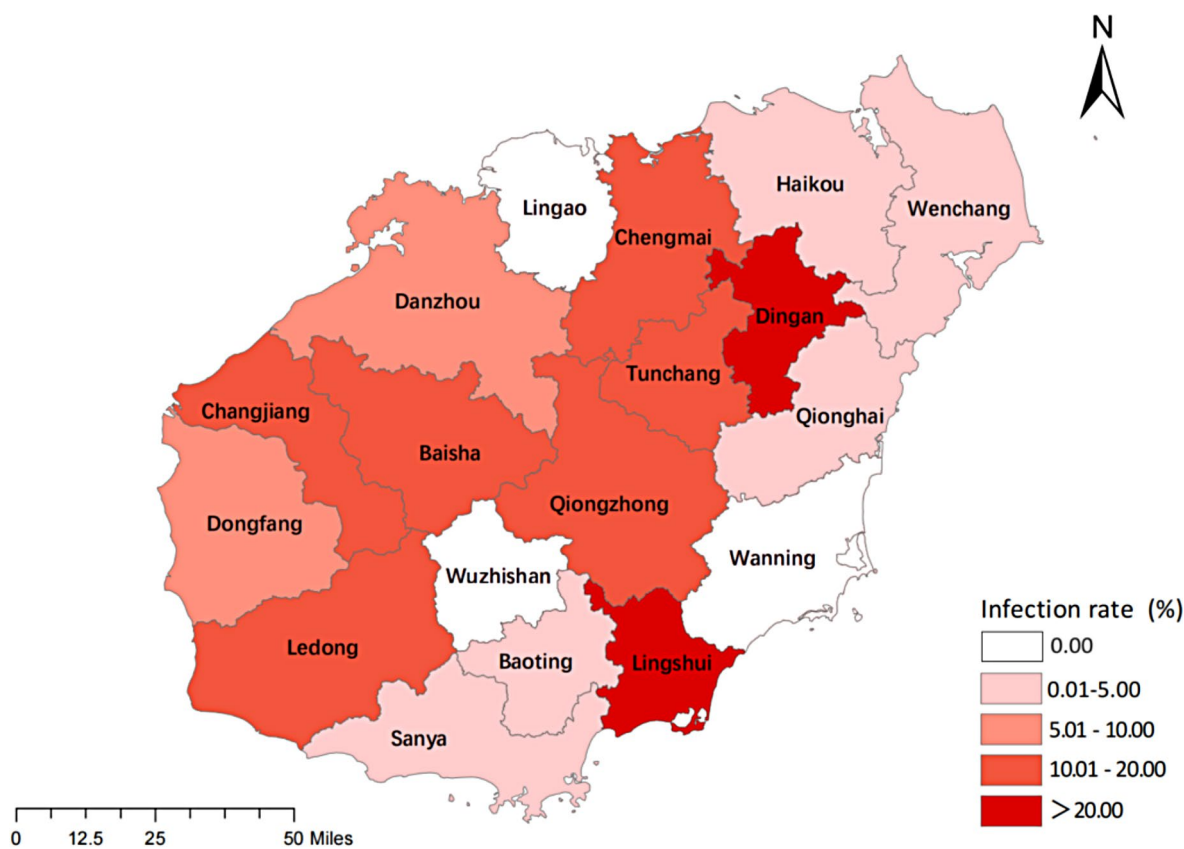 N
Haikou
Wenchang
Lingao
Chengmai
Danzhou
Dingan
Tunchang
Changjiang
Qionghai
Baisha
Qiongzhong
Dongfang
Wanning
Wuzhishan
Ledong
Baoting
Lingshui
Sanya
Infection rate (%)
0.00
0.01-5.00
5.01 - 10.00
10.01 - 20.00
>20.00
0 12.5 25 50 Miles